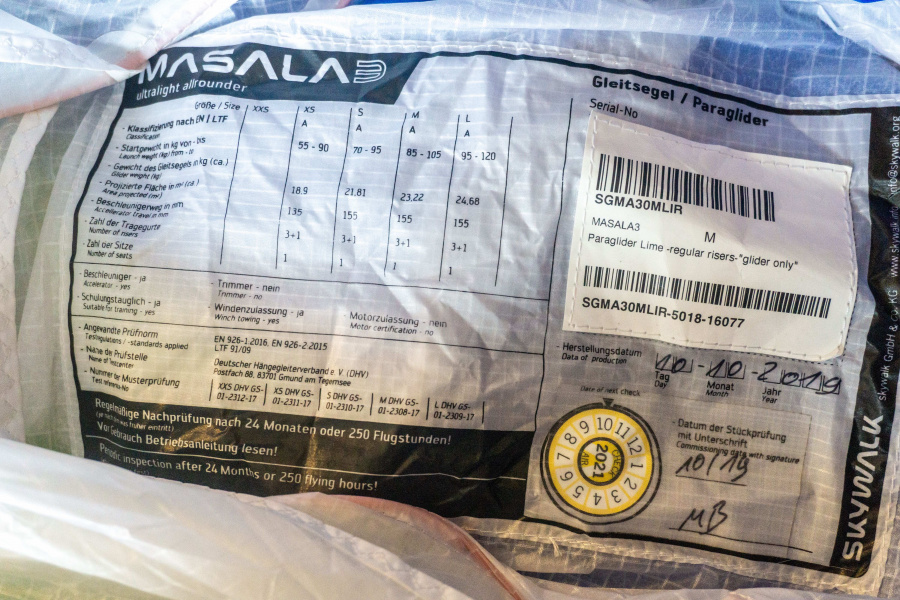 MASALA3
ultralight allrounder
Größe / Size XXS XS S M L
- Klassifizierung nach EN / LTF A A A A
Classification
- Startgewicht in kg von - bis 55 - 90 70 - 95 85 - 105 95 - 120
Launch weight (kg) from - to
- Gewicht des Gleitsegels in kg (ca.)
Glider weight (kg)
- Projizierte Fläche in m² (ca.) 18.9 21,81 23,22 24,68
Area projected (m²)
- Beschleunigerweg in mm 135 155 155 155
Accelerator travel in mm
- Zahl der Tragegurte 3+1 3+1 3+1 3+1
Number of risers
- Zahl der Sitze 1 1 1 1
Number of seats
- Beschleuniger - ja - Trimmer - nein
Accelerator - yes Trimmer - no
- Schulungstauglich - ja - Windenzulassung - ja - Motorzulassung - nein
Suitable for training - yes Winch towing - yes Motor certification - no
- Angewandte Prüfnorm EN 926-1:2016, EN 926-2:2015
Testregulations / -standards applied LTF 91/09
- Name der Prüfstelle Deutscher Hängegleiterverband e. V. (DHV)
Name of testcenter Postfach 88, 83701 Gmund am Tegernsee
- Nummer der Musterprüfung XXS DHV GS- XS DHV GS- S DHV GS- M DHV GS- L DHV GS-
Test reference-No 01-2312-17 01-2311-17 01-2310-17 01-2308-17 01-2309-17
Regelmäßige Nachprüfung nach 24 Monaten oder 250 Flugstunden!
(je nachdem was früher eintritt)
Vor Gebrauch Betriebsanleitung lesen!
Periodic inspection after 24 Months or 250 flying hours!
Gleitsegel / Paraglider
Serial-No
SGMA30MLIR
MASALA3 M
Paraglider Lime -regular risers-"glider only"
SGMA30MLIR-5018-16077
- Herstellungsdatum 10 - 10 - 2019
Date of production Tag Monat Jahr
Day Month Year
Date of next check
1 2 3 4 5 6 7 8 9 10 11 12
2021
- Datum der Stückprüfung
mit Unterschrift
Commissioning date with signature
10/19
MB
SKYWALK
skywalk GmbH & Co. KG www.skywalk.info info@skywalk.org